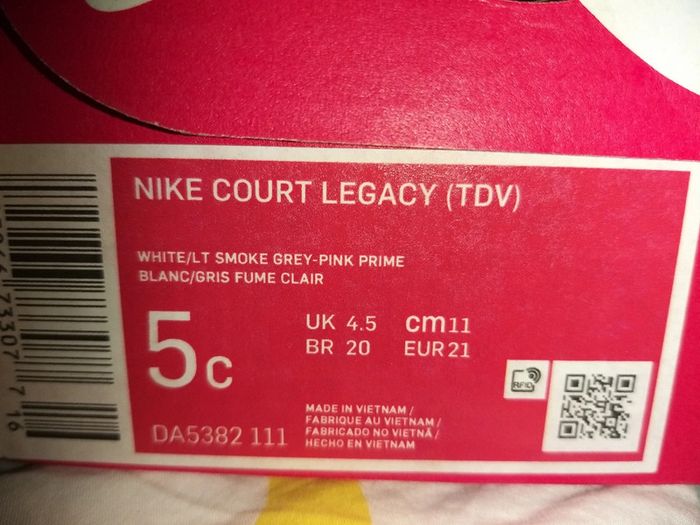 NIKE COURT LEGACY (TDV)
WHITE/LT SMOKE GREY-PINK PRIME
BLANC/GRIS FUME CLAIR
5C
UK 4.5 cm 11
BR 20 EUR 21
RFID
DA5382 111
MADE IN VIETNAM /
FABRIQUE AU VIETNAM /
FABRICADO NO VIETNÃ /
HECHO EN VIETNAM
73307 716